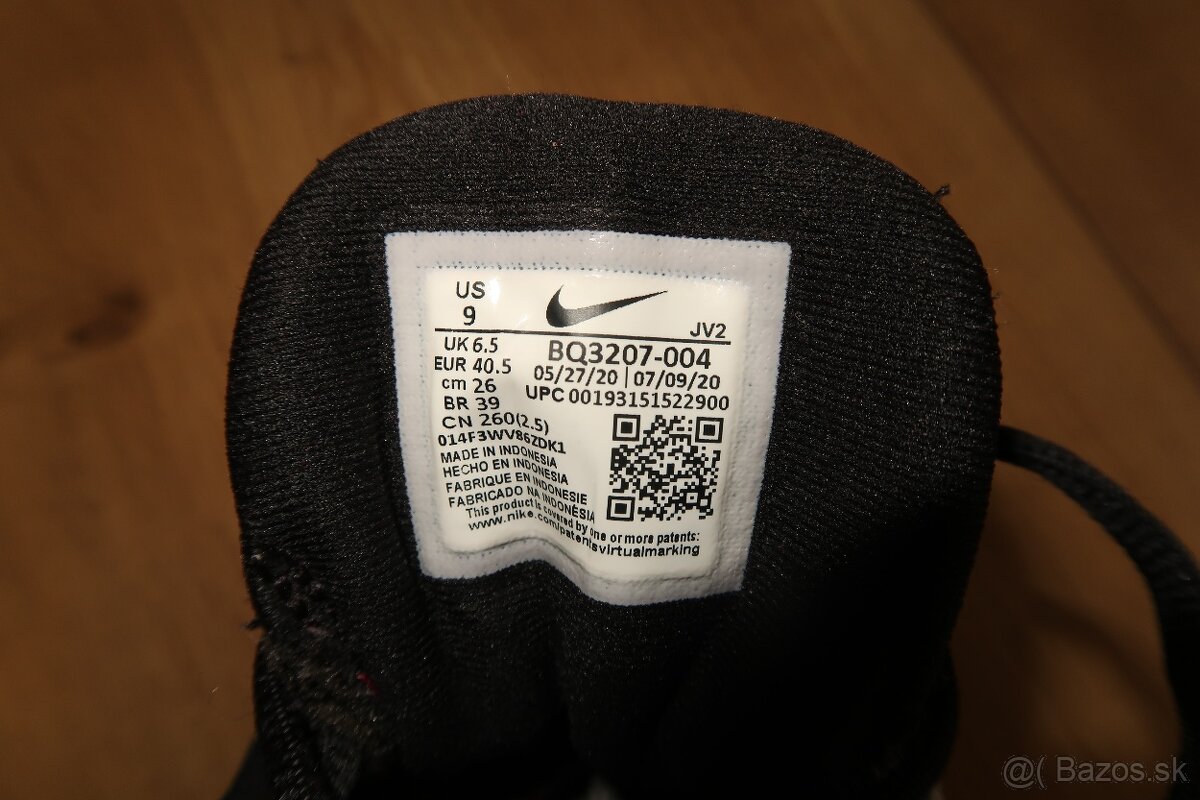 US
9
JV2
UK 6.5
EUR 40.5
cm 26
BR 39
CN 260(2.5)
BQ3207-004
05/27/20 | 07/09/20
UPC 00193151522900
014F3WV86ZDK1
MADE IN INDONESIA
HECHO EN INDONESIA
FABRIQUE EN INDONESIE
FABRICADO NA INDONÉSIA
This product is covered by one or more patents:
www.nike.com/patentsvirtualmarking
@( Bazos.sk